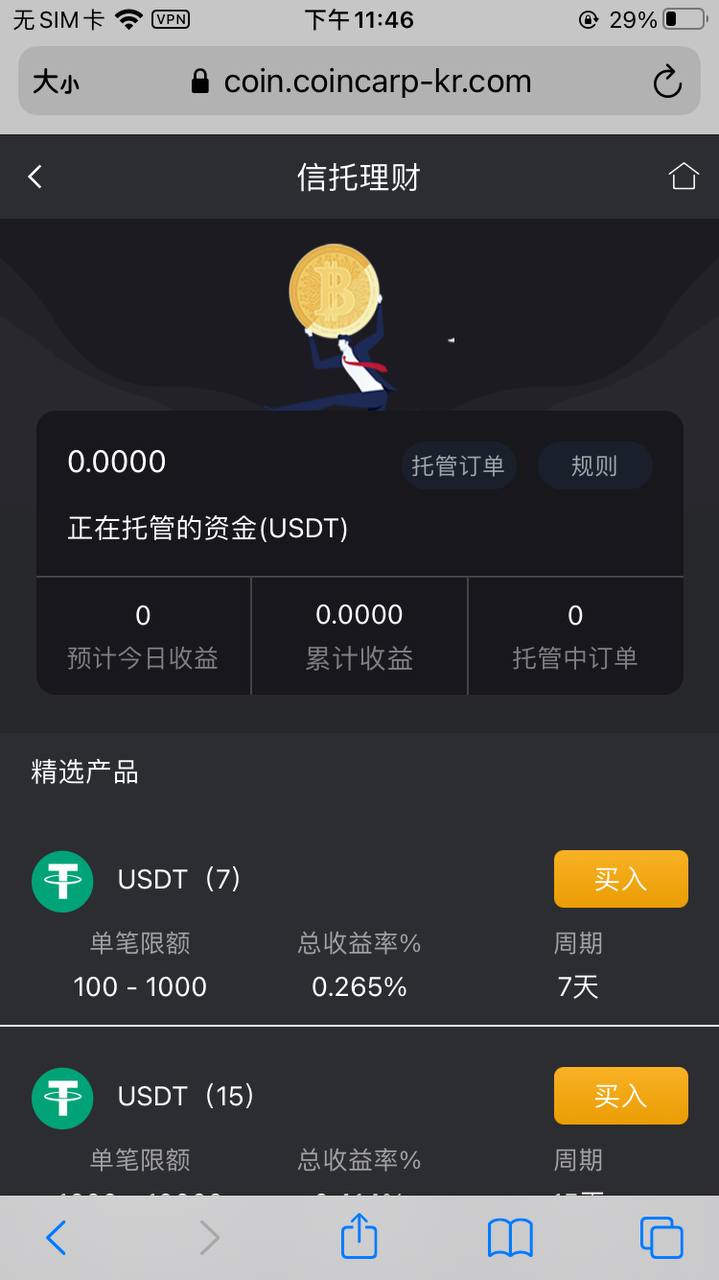 无SIM卡 VPN 下午11:46 29%
大小 coin.coincarp-kr.com
信托理财
0.0000 托管订单 规则
正在托管的资金(USDT)
0 0.0000 0
预计今日收益 累计收益 托管中订单
精选产品
USDT（7） 买入
单笔限额 总收益率% 周期
100 - 1000 0.265% 7天
USDT（15） 买入
单笔限额 总收益率% 周期